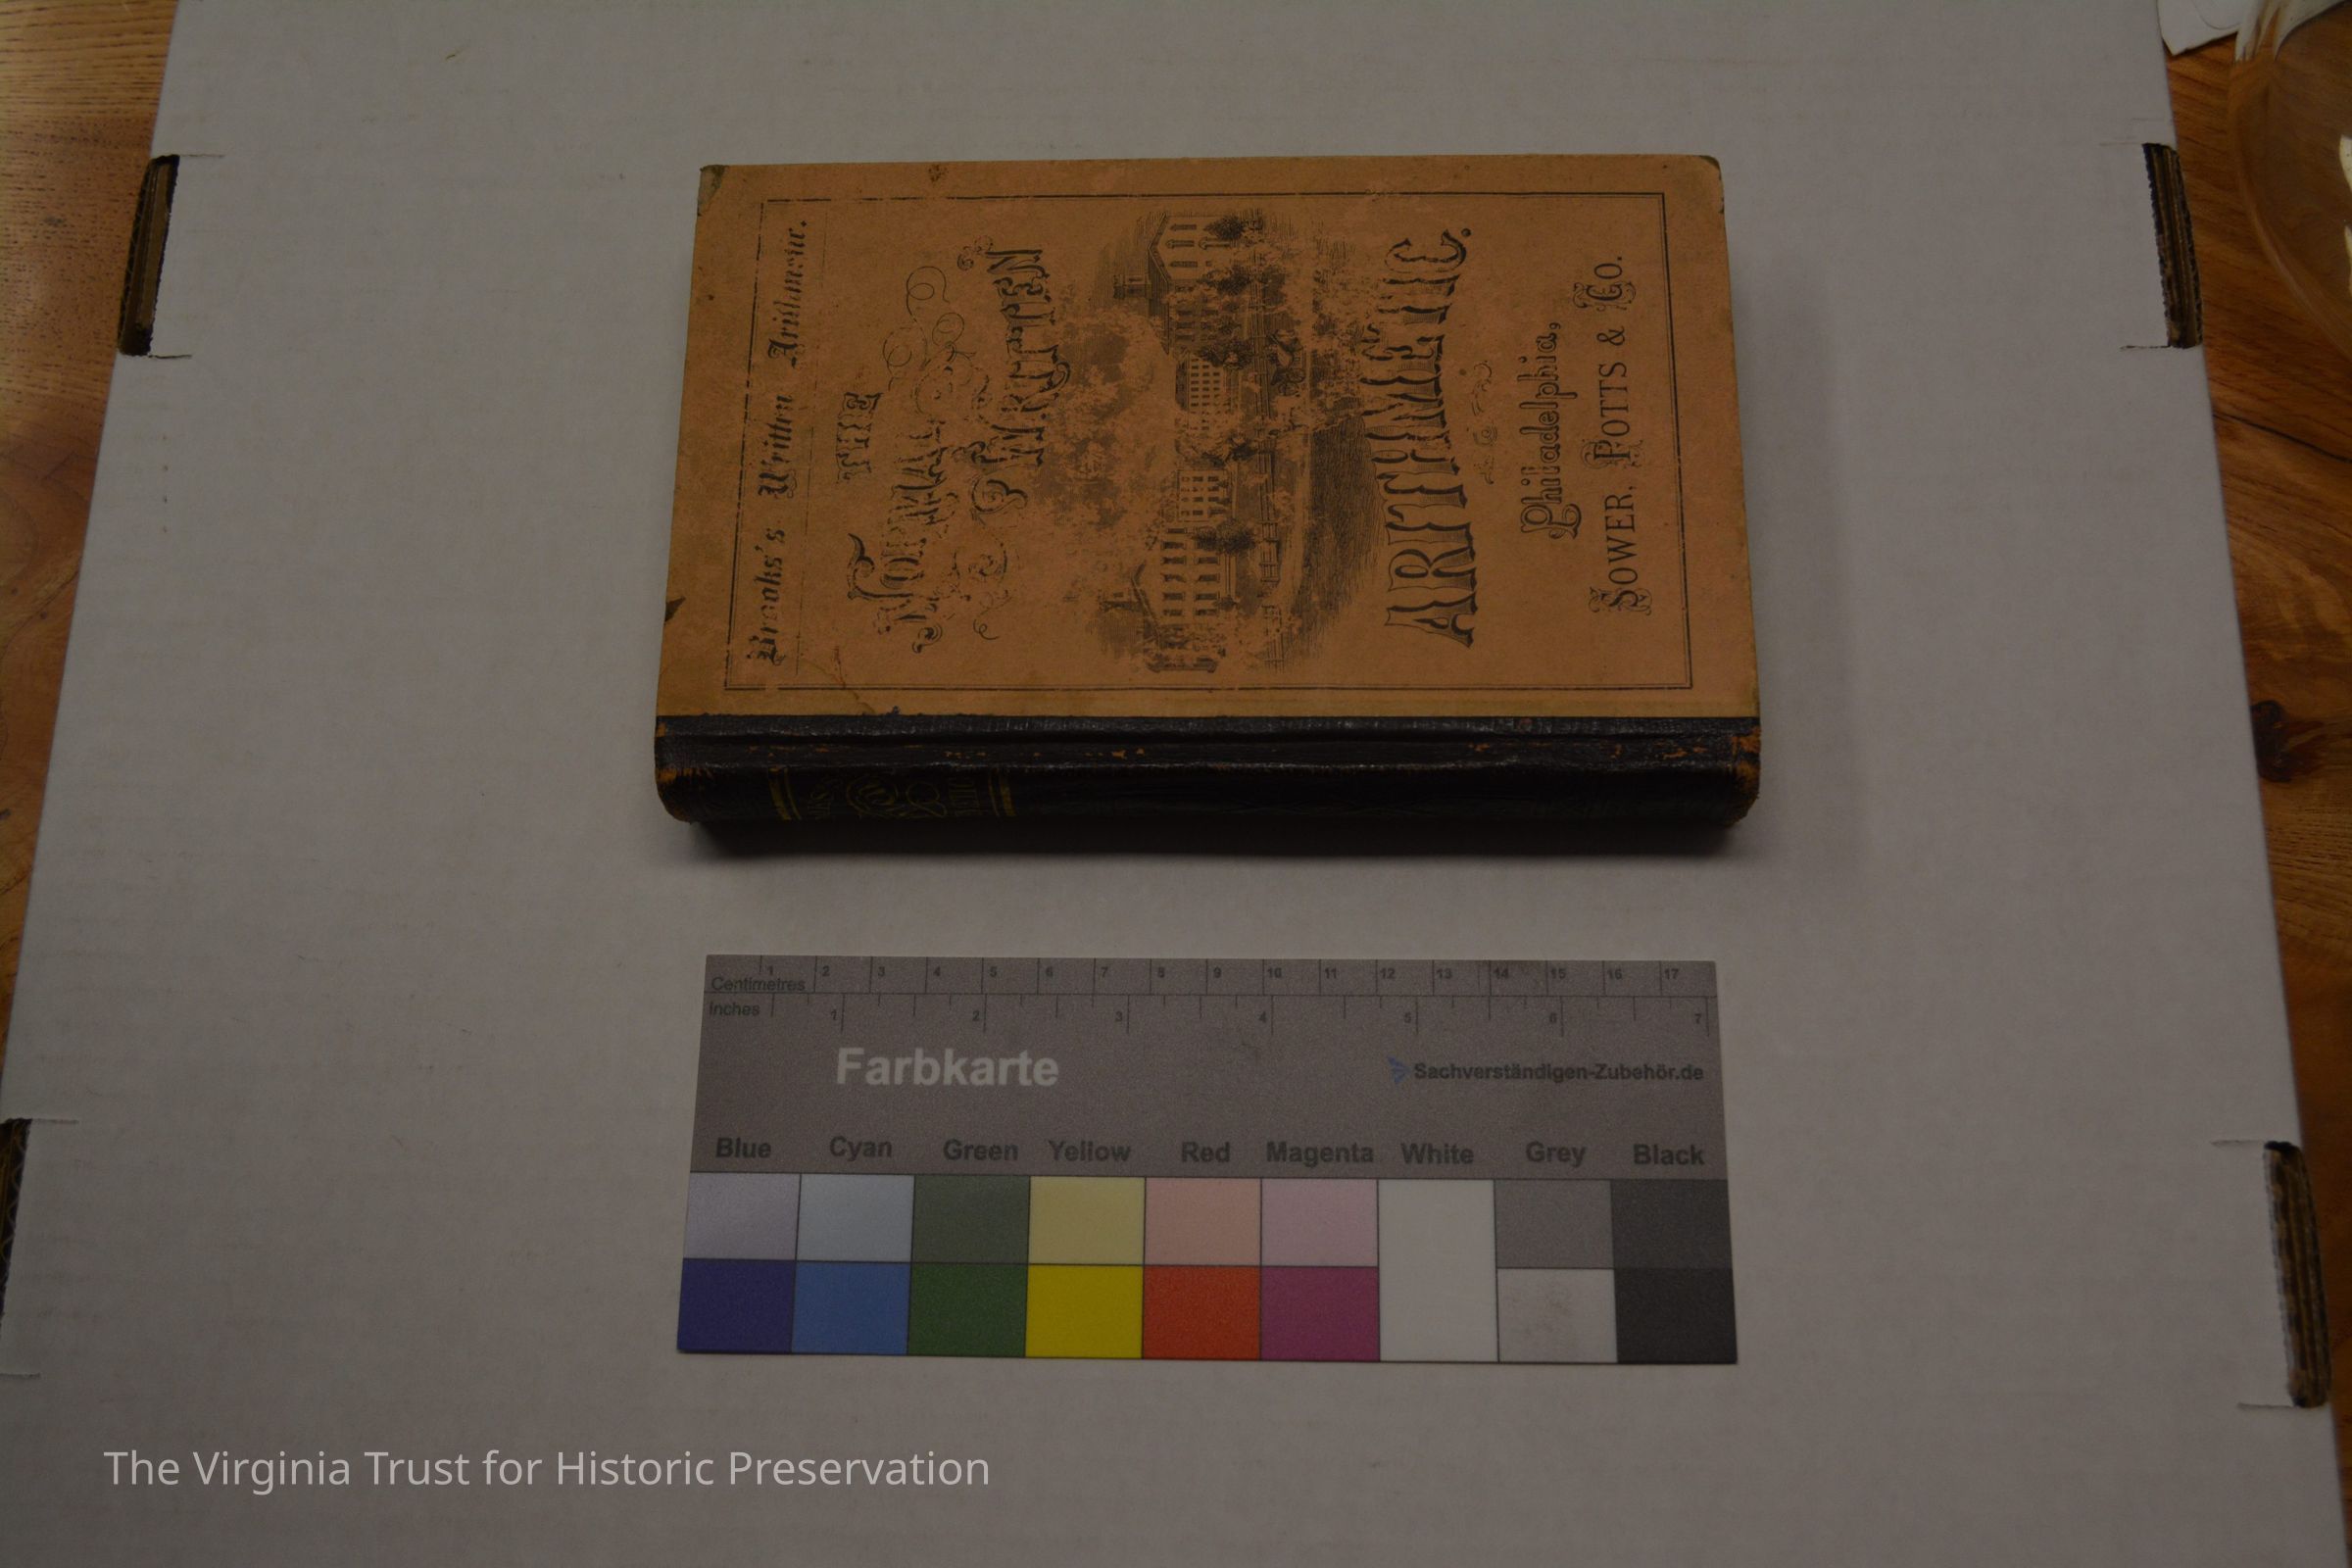 Brooks's Written Arithmetic.
THE
NORMAL
WRITTEN
ARITHMETIC.
Philadelphia,
SOWER, POTTS & CO.
1 2 3 4 5 6 7 8 9 10 11 12 13 14 15 16 17
Centimetres
Inches
1 2 3 4 5 6 7
Farbkarte
Sachverständigen-Zubehör.de
Blue Cyan Green Yellow Red Magenta White Grey Black
The Virginia Trust for Historic Preservation